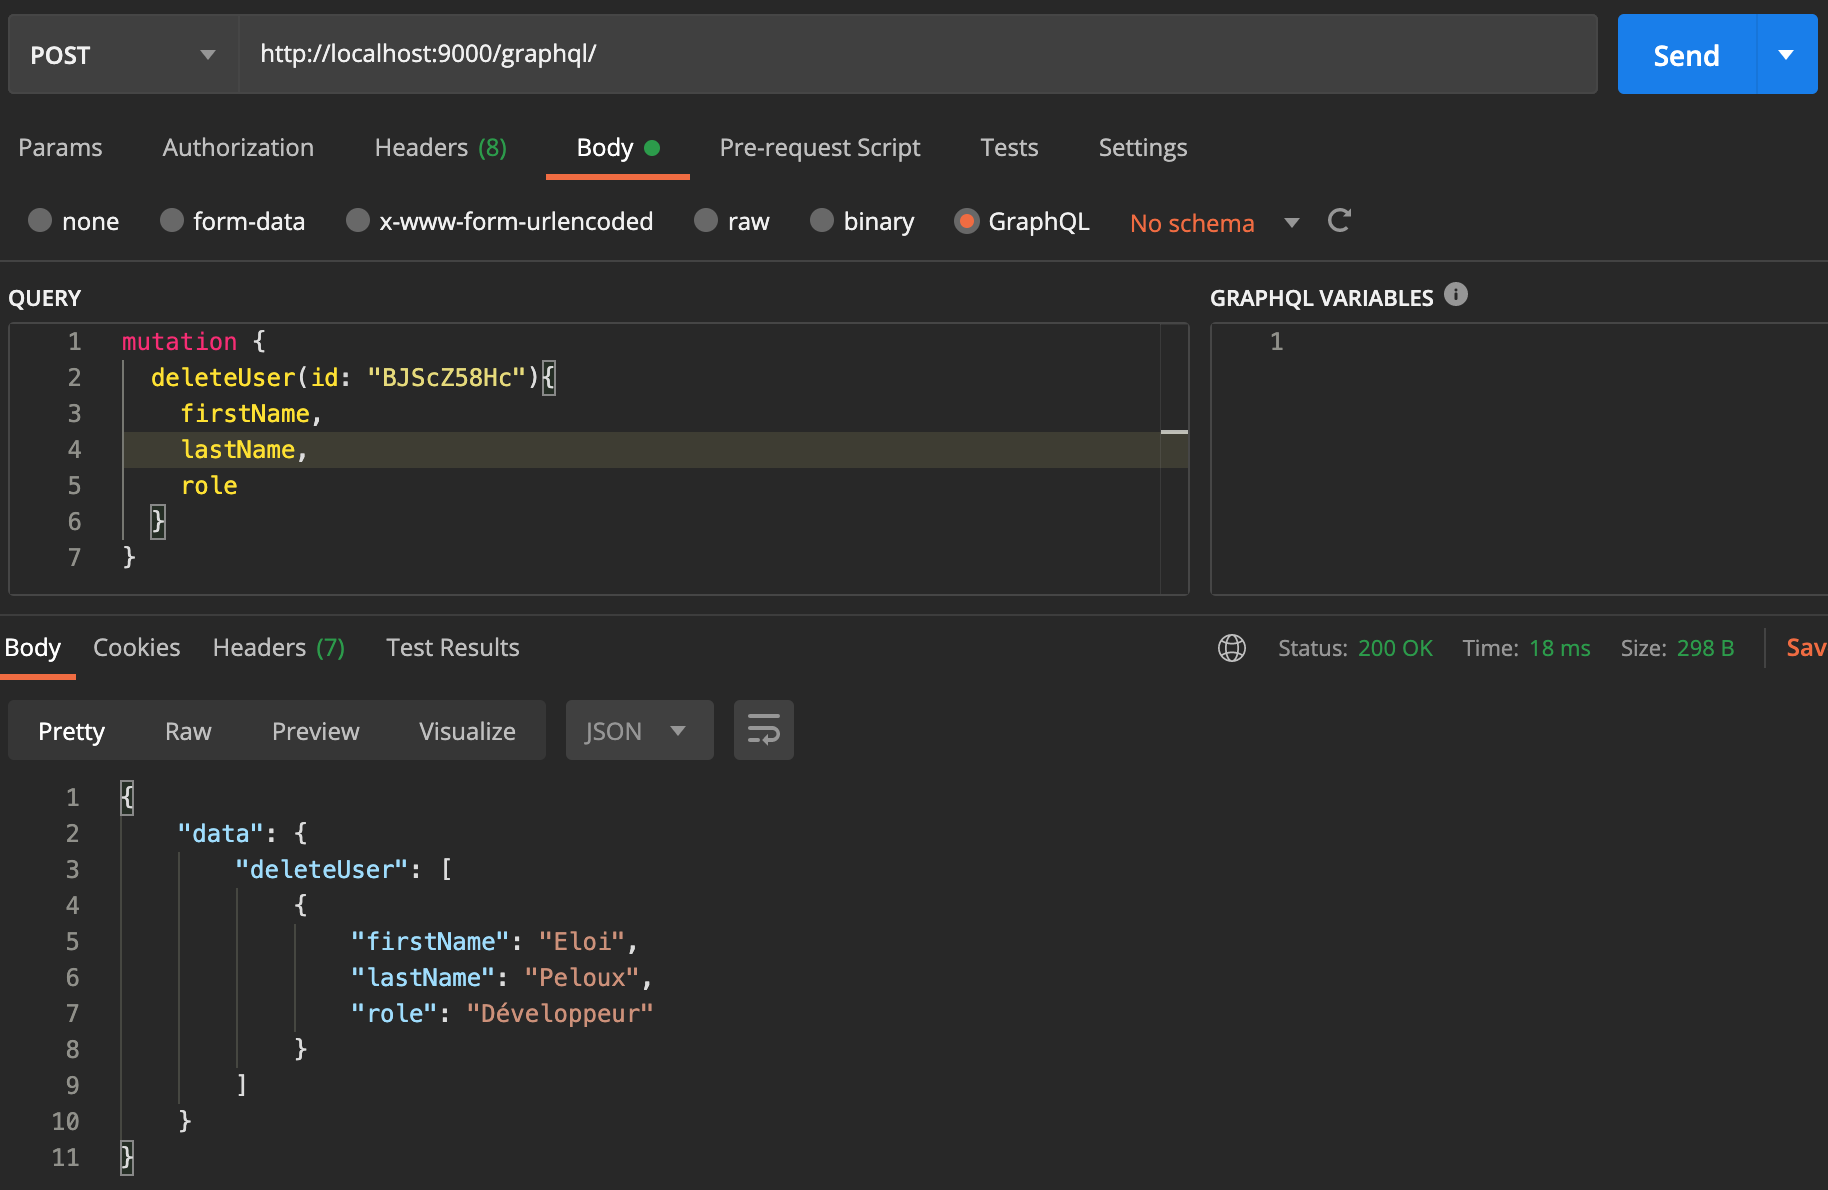 POST http://localhost:9000/graphql/ Send
Params Authorization Headers (8) Body Pre-request Script Tests Settings
none form-data x-www-form-urlencoded raw binary GraphQL No schema
QUERY GRAPHQL VARIABLES
1 mutation { 1
2 deleteUser(id: "BJScZ58Hc"){
3 firstName,
4 lastName,
5 role
6 }
7 }
Body Cookies Headers (7) Test Results Status: 200 OK Time: 18 ms Size: 298 B Sav
Pretty Raw Preview Visualize JSON
1 {
2 "data": {
3 "deleteUser": [
4 {
5 "firstName": "Eloi",
6 "lastName": "Peloux",
7 "role": "Développeur"
8 }
9 ]
10 }
11 }